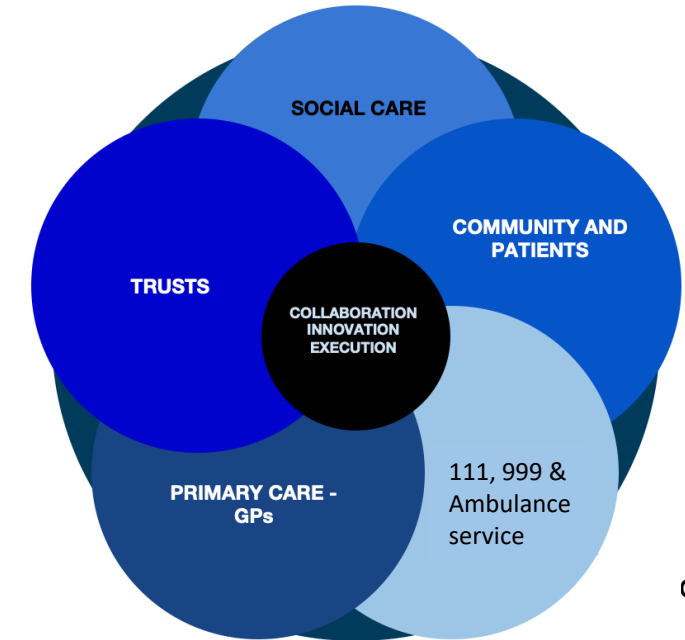 SOCIAL CARE
COMMUNITY AND
PATIENTS
TRUSTS
COLLABORATION
INNOVATION
EXECUTION
PRIMARY CARE -
GPs
111, 999 &
Ambulance
service